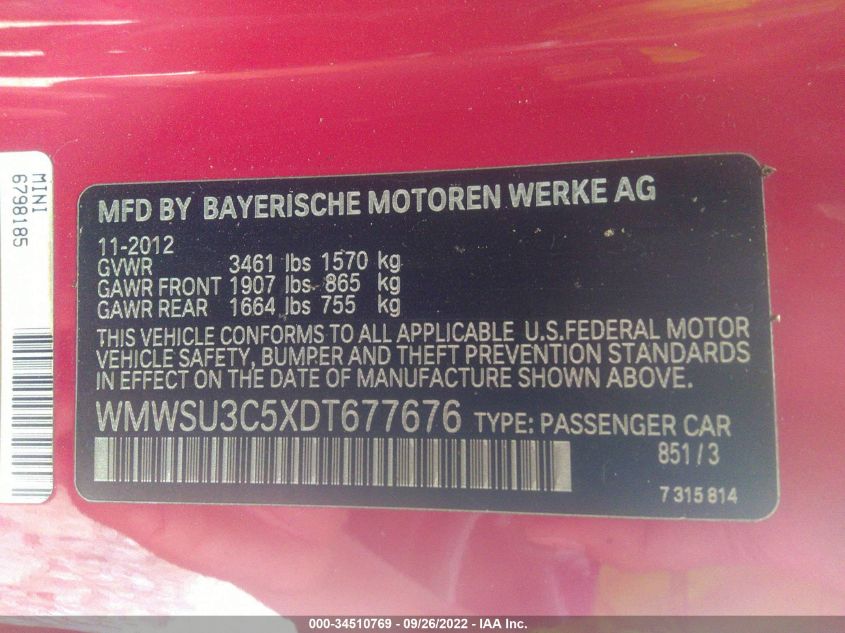 MINI
6798185
MFD BY BAYERISCHE MOTOREN WERKE AG
11-2012
GVWR 3461 lbs 1570 kg
GAWR FRONT 1907 lbs 865 kg
GAWR REAR 1664 lbs 755 kg
THIS VEHICLE CONFORMS TO ALL APPLICABLE U.S.FEDERAL MOTOR
VEHICLE SAFETY, BUMPER AND THEFT PREVENTION STANDARDS
IN EFFECT ON THE DATE OF MANUFACTURE SHOWN ABOVE.
WMWSU3C5XDT677676 TYPE: PASSENGER CAR
851 / 3
7 315 814
000-34510769 - 09/26/2022 - IAA Inc.